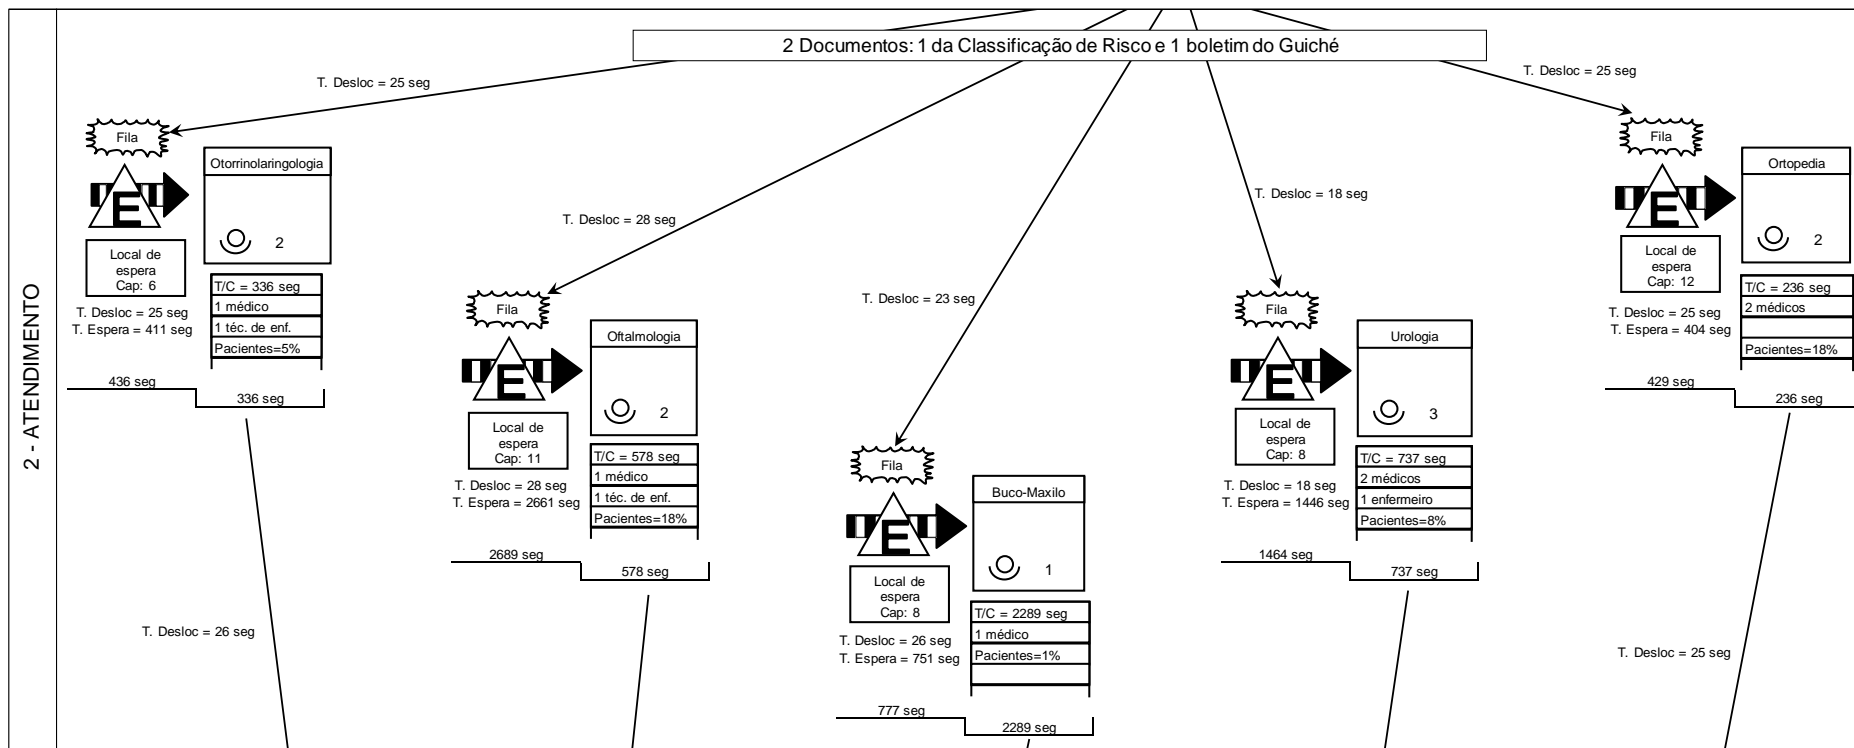 2 Documentos: 1 da Classificação de Risco e 1 boletim do Guiché
2 - ATENDIMENTO
T. Desloc = 25 seg
Fila
Otorrinolaringologia
E
2
Local de
espera
Cap: 6
T. Desloc = 25 seg
T. Espera = 411 seg
T/C = 336 seg
1 médico
1 téc. de enf.
Pacientes=5%
436 seg
336 seg
T. Desloc = 26 seg
T. Desloc = 28 seg
Fila
Oftalmologia
E
2
Local de
espera
Cap: 11
T. Desloc = 28 seg
T. Espera = 2661 seg
T/C = 578 seg
1 médico
1 téc. de enf.
Pacientes=18%
2689 seg
578 seg
T. Desloc = 23 seg
Fila
Buco-Maxilo
E
1
Local de
espera
Cap: 8
T. Desloc = 26 seg
T. Espera = 751 seg
T/C = 2289 seg
1 médico
Pacientes=1%
777 seg
2289 seg
T. Desloc = 18 seg
Fila
Urologia
E
3
Local de
espera
Cap: 8
T. Desloc = 18 seg
T. Espera = 1446 seg
T/C = 737 seg
2 médicos
1 enfermeiro
Pacientes=8%
1464 seg
737 seg
T. Desloc = 25 seg
Fila
Ortopedia
E
2
Local de
espera
Cap: 12
T. Desloc = 25 seg
T. Espera = 404 seg
T/C = 236 seg
2 médicos
Pacientes=18%
429 seg
236 seg
T. Desloc = 25 seg